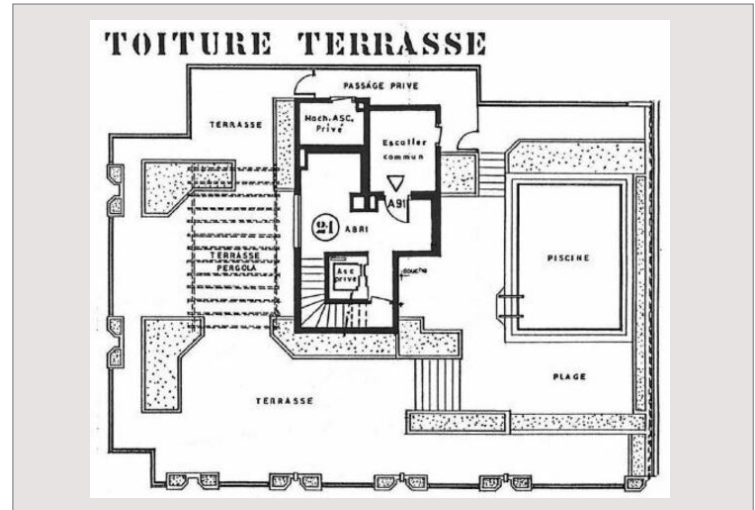 TOITURE TERRASSE
PASSAGE PRIVE
TERRASSE
Mach. ASC.
Privé
Escalier
commun
A91
21
ABRI
TERRASSE
PERGOLA
Asc
privé
douche
PISCINE
PLAGE
TERRASSE